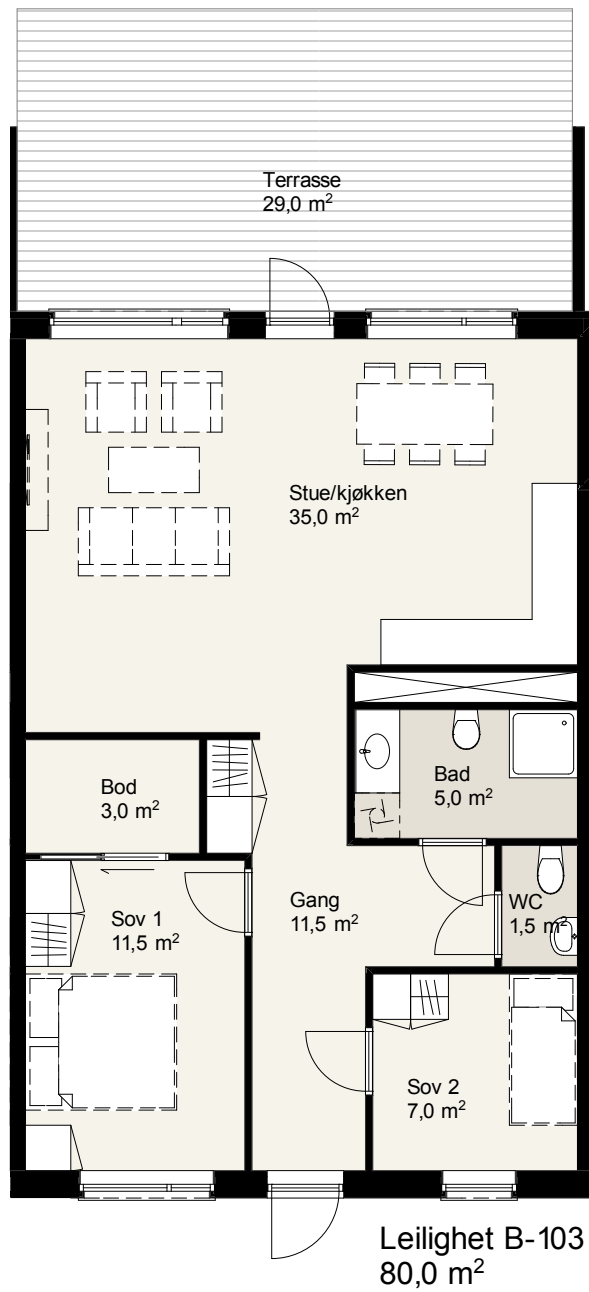 Terrasse
29,0 m²
Stue/kjøkken
35,0 m²
Bad
5,0 m²
Bod
3,0 m²
Gang
11,5 m²
WC
1,5 m²
Sov 1
11,5 m²
Sov 2
7,0 m²
Leilighet B-103
80,0 m²